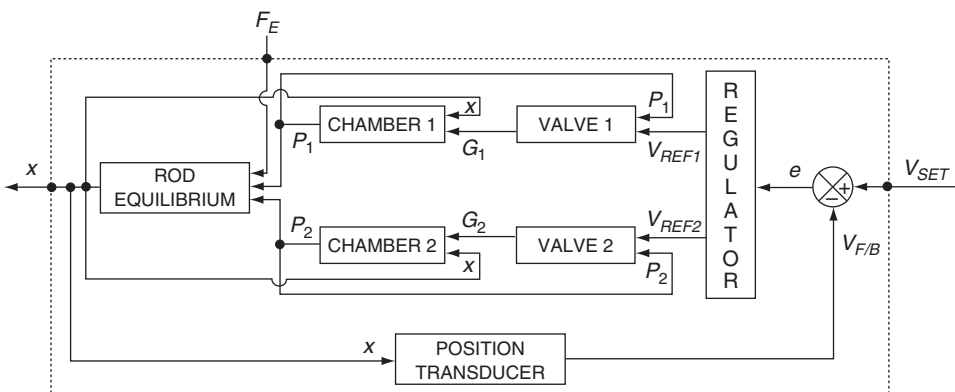 F_E
x
P_1
CHAMBER 1
VALVE 1
P_1
G_1
V_REF1
x
ROD
EQUILIBRIUM
REGULATOR
e
+
−
V_SET
P_2
G_2
V_REF2
CHAMBER 2
VALVE 2
V_F/B
x
P_2
x
POSITION
TRANSDUCER